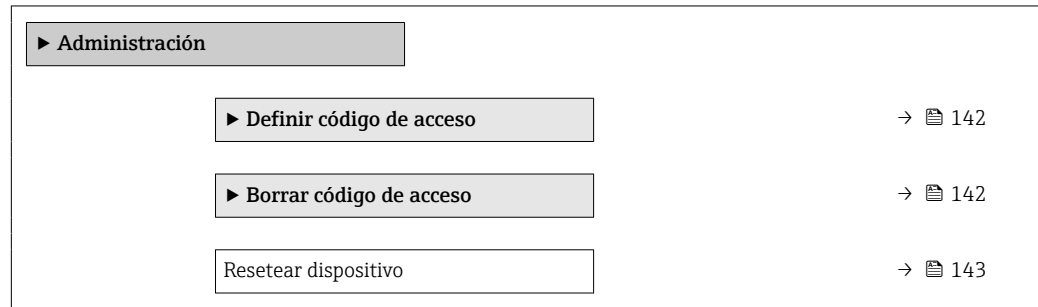 ▶ Administración
▶ Definir código de acceso → 🖹 142
▶ Borrar código de acceso → 🖹 142
Resetear dispositivo → 🖹 143